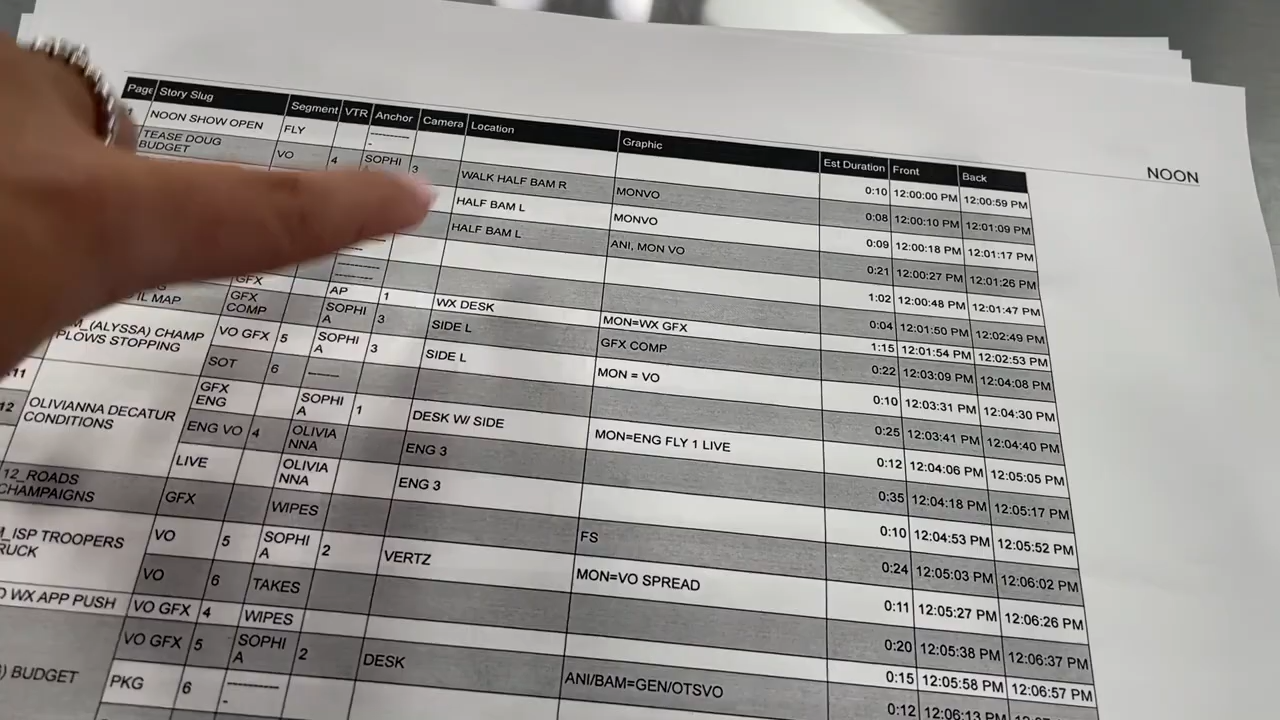 NOON
Page Story Slug Segment VTR Anchor Camera Location Graphic Est Duration Front Back
1 NOON SHOW OPEN FLY ---------- 0:10 12:00:00 PM 12:00:59 PM
TEASE DOUG
BUDGET VO 4 SOPHI 3 WALK HALF BAM R MONVO 0:08 12:00:10 PM 12:01:09 PM
HALF BAM L MONVO 0:09 12:00:18 PM 12:01:17 PM
HALF BAM L ANI, MON VO 0:21 12:00:27 PM 12:01:26 PM
1:02 12:00:48 PM 12:01:47 PM
GFX AP 1 WX DESK MON=WX GFX 0:04 12:01:50 PM 12:02:49 PM
IL MAP GFX
COMP SOPHI
A 3 SIDE L GFX COMP 1:15 12:01:54 PM 12:02:53 PM
(ALYSSA) CHAMP
PLOWS STOPPING VO GFX 5 SOPHI
A 3 SIDE L MON = VO 0:22 12:03:09 PM 12:04:08 PM
SOT 6 ------ 0:10 12:03:31 PM 12:04:30 PM
11 GFX
ENG SOPHI
A 1 DESK W/ SIDE MON=ENG FLY 1 LIVE 0:25 12:03:41 PM 12:04:40 PM
12 OLIVIANNA DECATUR
CONDITIONS ENG VO 4 OLIVIA
NNA ENG 3 0:12 12:04:06 PM 12:05:05 PM
LIVE OLIVIA
NNA ENG 3 0:35 12:04:18 PM 12:05:17 PM
12_ROADS
CHAMPAIGNS GFX WIPES FS 0:10 12:04:53 PM 12:05:52 PM
ISP TROOPERS VO 5 SOPHI
A 2 VERTZ MON=VO SPREAD 0:24 12:05:03 PM 12:06:02 PM
VO 6 TAKES 0:11 12:05:27 PM 12:06:26 PM
WX APP PUSH VO GFX 4 WIPES 0:20 12:05:38 PM 12:06:37 PM
BUDGET VO GFX 5 SOPHI
A 2 DESK ANI/BAM=GEN/OTSVO 0:15 12:05:58 PM 12:06:57 PM
PKG 6 ---------- 0:12 12:06:13 PM